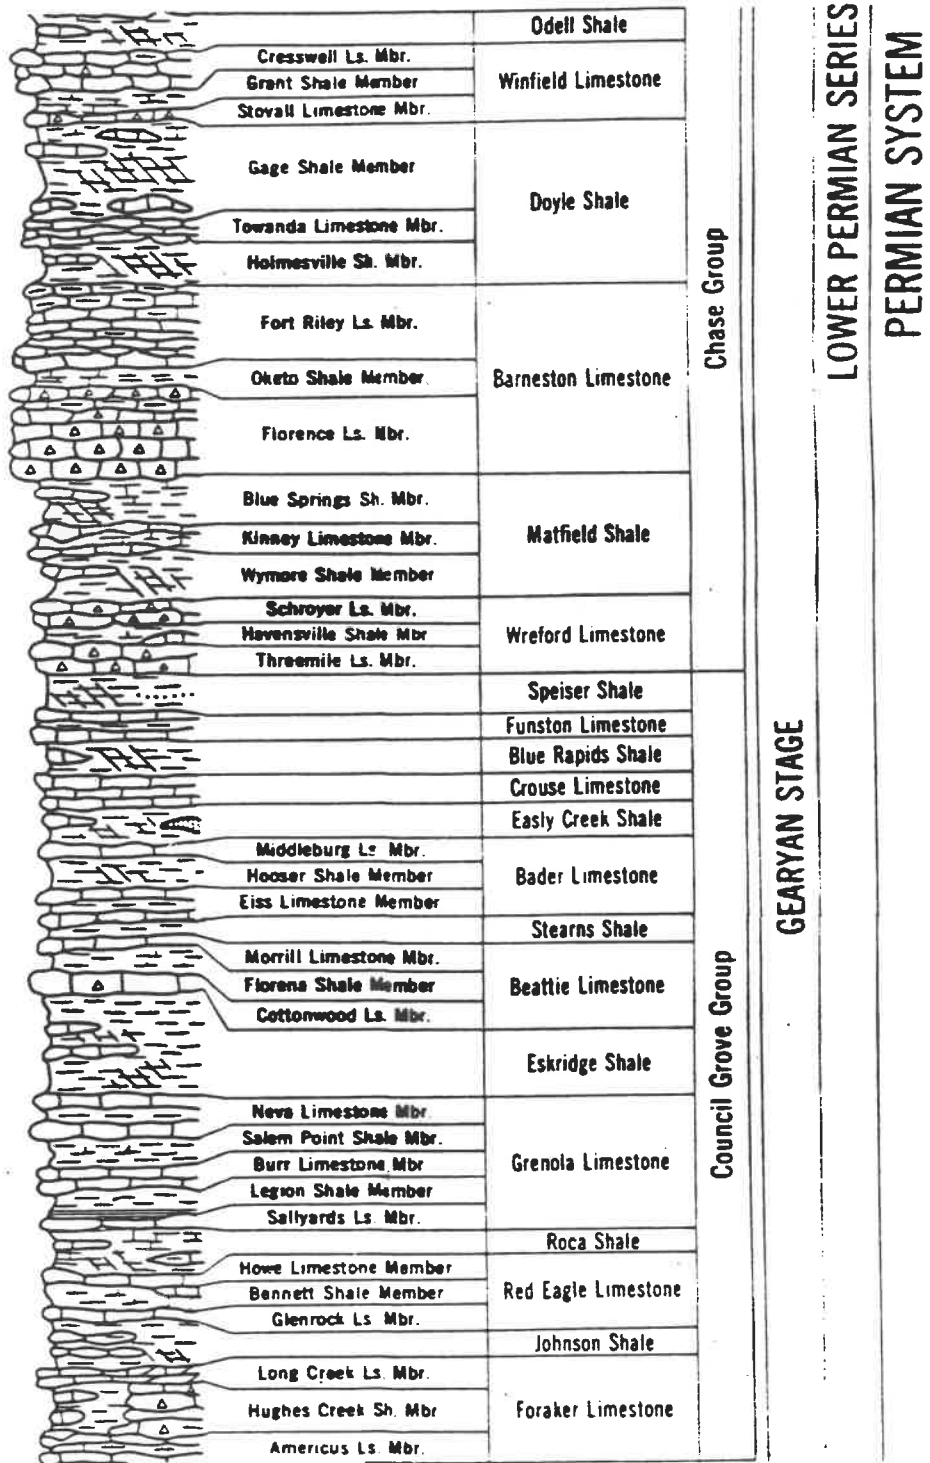 Odell Shale
Cresswell Ls. Mbr.
Grant Shale Member
Stovall Limestone Mbr.
Winfield Limestone
Gage Shale Member
Towanda Limestone Mbr.
Holmesville Sh. Mbr.
Doyle Shale
Fort Riley Ls. Mbr.
Oketo Shale Member
Florence Ls. Mbr.
Barneston Limestone
Blue Springs Sh. Mbr.
Kinney Limestone Mbr.
Wymore Shale Member
Matfield Shale
Schroyer Ls. Mbr.
Havensville Shale Mbr
Threemile Ls. Mbr.
Wreford Limestone
Chase Group
Speiser Shale
Funston Limestone
Blue Rapids Shale
Crouse Limestone
Easly Creek Shale
Middleburg Ls Mbr.
Hooser Shale Member
Eiss Limestone Member
Bader Limestone
Stearns Shale
Morrill Limestone Mbr.
Florena Shale Member
Cottonwood Ls. Mbr.
Beattie Limestone
Eskridge Shale
Neva Limestone Mbr.
Salem Point Shale Mbr.
Burr Limestone Mbr
Legion Shale Member
Sallyards Ls. Mbr.
Grenola Limestone
Roca Shale
Howe Limestone Member
Bennett Shale Member
Glenrock Ls. Mbr.
Red Eagle Limestone
Johnson Shale
Long Creek Ls. Mbr.
Hughes Creek Sh. Mbr
Americus Ls. Mbr.
Foraker Limestone
Council Grove Group
GEARYAN STAGE
LOWER PERMIAN SERIES
PERMIAN SYSTEM